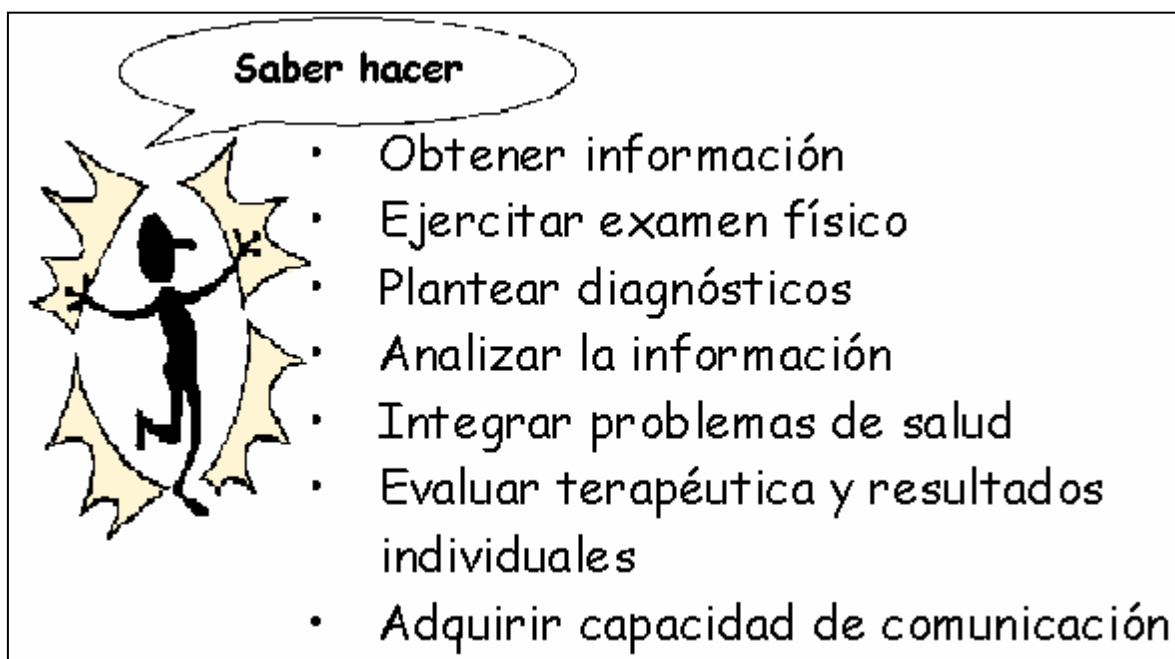 Saber hacer
• Obtener información
• Ejercitar examen físico
• Plantear diagnósticos
• Analizar la información
• Integrar problemas de salud
• Evaluar terapéutica y resultados
individuales
• Adquirir capacidad de comunicación